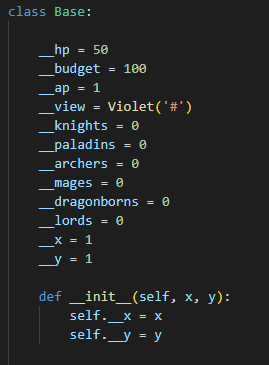 class Base:
    __hp = 50
    __budget = 100
    __ap = 1
    __view = Violet('#')
    __knights = 0
    __paladins = 0
    __archers = 0
    __mages = 0
    __dragonborns = 0
    __lords = 0
    __x = 1
    __y = 1
    def __init__(self, x, y):
        self.__x = x
        self.__y = y